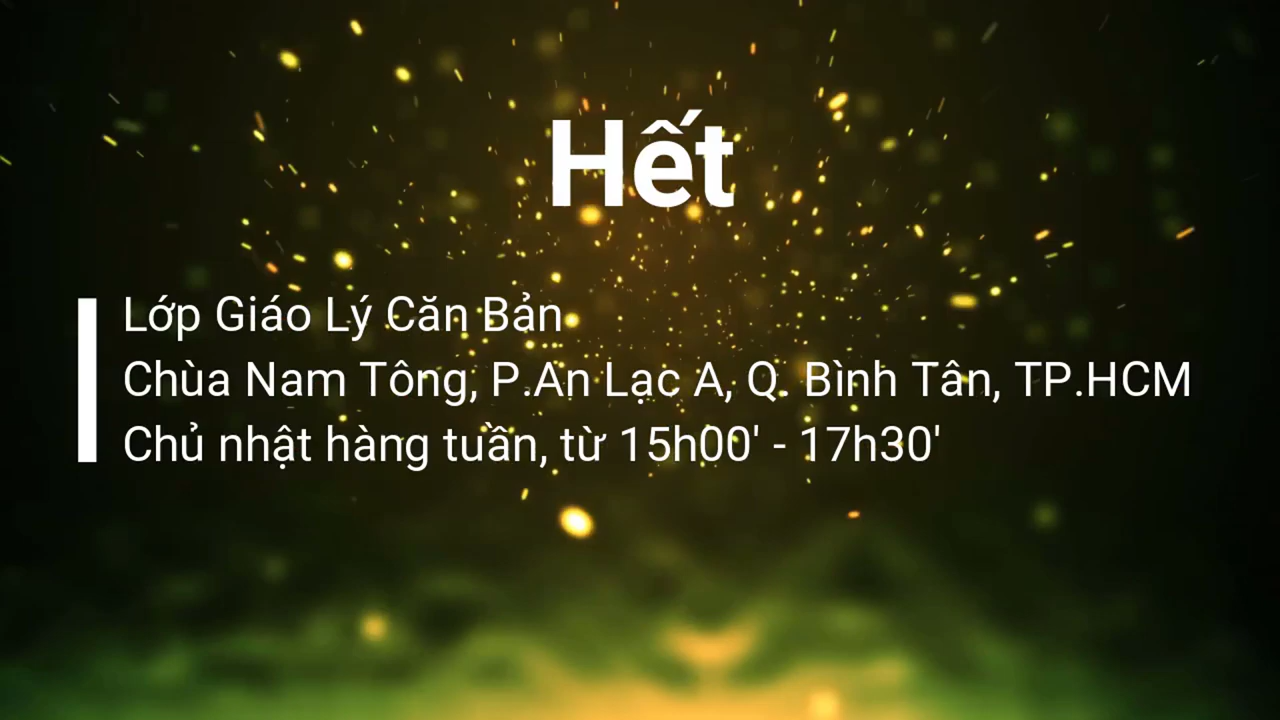 Hết
Lớp Giáo Lý Căn Bản
Chùa Nam Tông, P.An Lạc A, Q. Bình Tân, TP.HCM
Chủ nhật hàng tuần, từ 15h00' - 17h30'